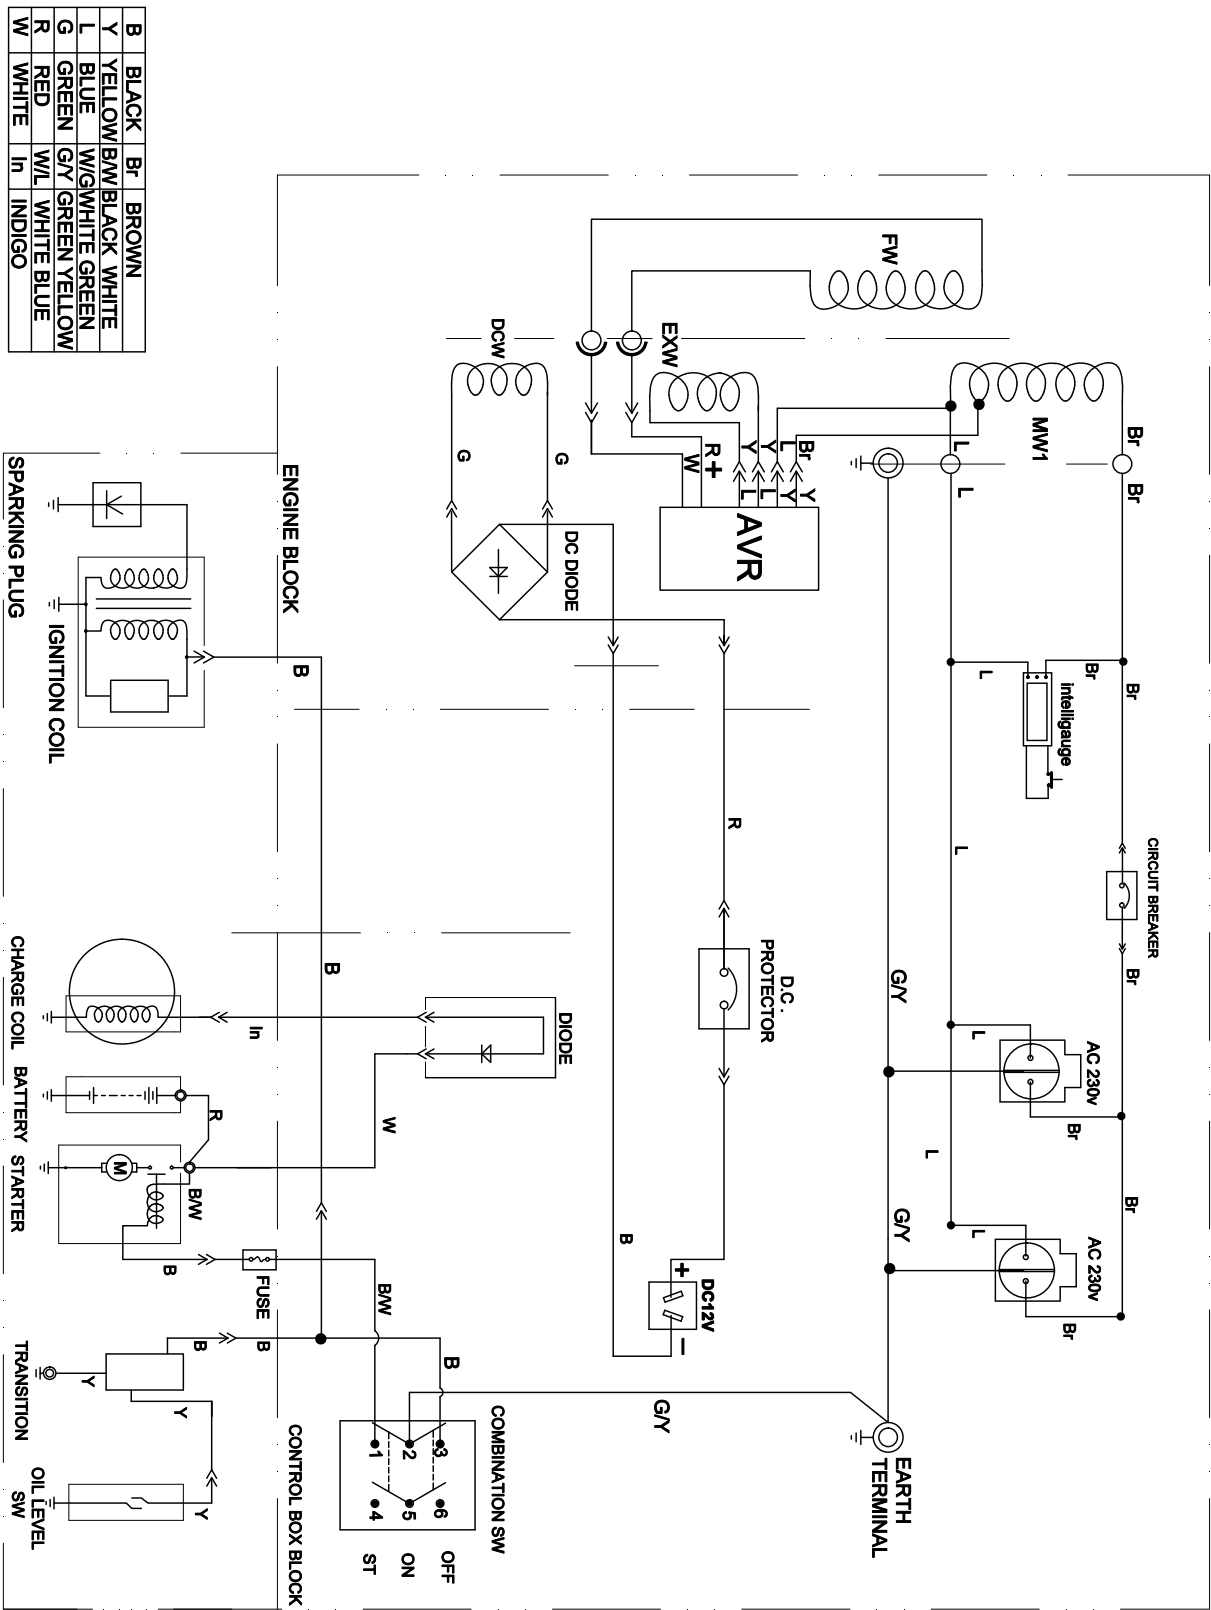 B BLACK Br BROWN
Y YELLOW B/W BLACK WHITE
L BLUE W/G WHITE GREEN
G GREEN G/Y GREEN YELLOW
R RED W/L WHITE BLUE
W WHITE In INDIGO
FW
EXW
DCW
MW1
Br
Br
L
L
Br
L
Y
Y
R +
W
Y
Y
L
L
AVR
G
G
DC DIODE
ENGINE BLOCK
SPARKING PLUG
IGNITION COIL
B
Br
Br
L
intelligauge
R
L
CIRCUIT BREAKER
Br
D.C .
PROTECTOR
G/Y
B
CHARGE COIL
In
DIODE
W
BATTERY
R
STARTER
M
B/W
B
FUSE
B/W
AC 230v
L
Br
L
Br
G/Y
AC 230v
L
Br
B
+
DC12V
–
B
B
B
TRANSITION
Y
Y
Y
OIL LEVEL
SW
G/Y
COMBINATION SW
1
2
3
4
5
6
ST
ON
OFF
CONTROL BOX BLOCK
EARTH
TERMINAL